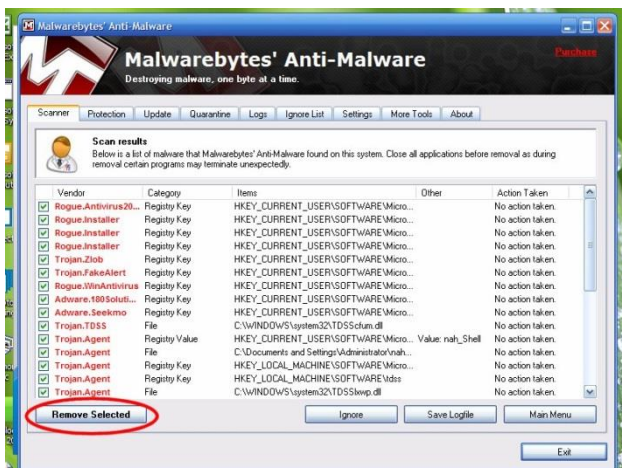 Malwarebytes' Anti-Malware
Malwarebytes' Anti-Malware
Purchase
Destroying malware, one byte at a time.
Scanner Protection Update Quarantine Logs Ignore List Settings More Tools About
Scan results
Below is a list of malware that Malwarebytes' Anti-Malware found on this system. Close all applications before removal as during
removal certain programs may terminate unexpectedly.
Vendor Category Items Other Action Taken
Rogue.Antivirus20... Registry Key HKEY_CURRENT_USER\SOFTWARE\Micro... No action taken.
Rogue.Installer Registry Key HKEY_CURRENT_USER\SOFTWARE\Micro... No action taken.
Rogue.Installer Registry Key HKEY_CURRENT_USER\SOFTWARE\Micro... No action taken.
Rogue.Installer Registry Key HKEY_CURRENT_USER\SOFTWARE\Micro... No action taken.
Trojan.Zlob Registry Key HKEY_CURRENT_USER\SOFTWARE\Micro... No action taken.
Trojan.FakeAlert Registry Key HKEY_CURRENT_USER\SOFTWARE\Micro... No action taken.
Rogue.WinAntivirus Registry Key HKEY_CURRENT_USER\SOFTWARE\Micro... No action taken.
Adware.180Soluti... Registry Key HKEY_CURRENT_USER\SOFTWARE\Micro... No action taken.
Adware.Seekmo Registry Key HKEY_CURRENT_USER\SOFTWARE\Micro... No action taken.
Trojan.TDSS File C:\WINDOWS\system32\TDSScfum.dll No action taken.
Trojan.Agent Registry Value HKEY_CURRENT_USER\SOFTWARE\Micro... Value: nah_Shell No action taken.
Trojan.Agent File C:\Documents and Settings\Administrator\nah... No action taken.
Trojan.Agent Registry Key HKEY_LOCAL_MACHINE\SOFTWARE\Micro... No action taken.
Trojan.Agent Registry Key HKEY_LOCAL_MACHINE\SOFTWARE\tdss No action taken.
Trojan.Agent File C:\WINDOWS\system32\TDSSlxwp.dll No action taken.
Remove Selected Ignore Save Logfile Main Menu
Exit